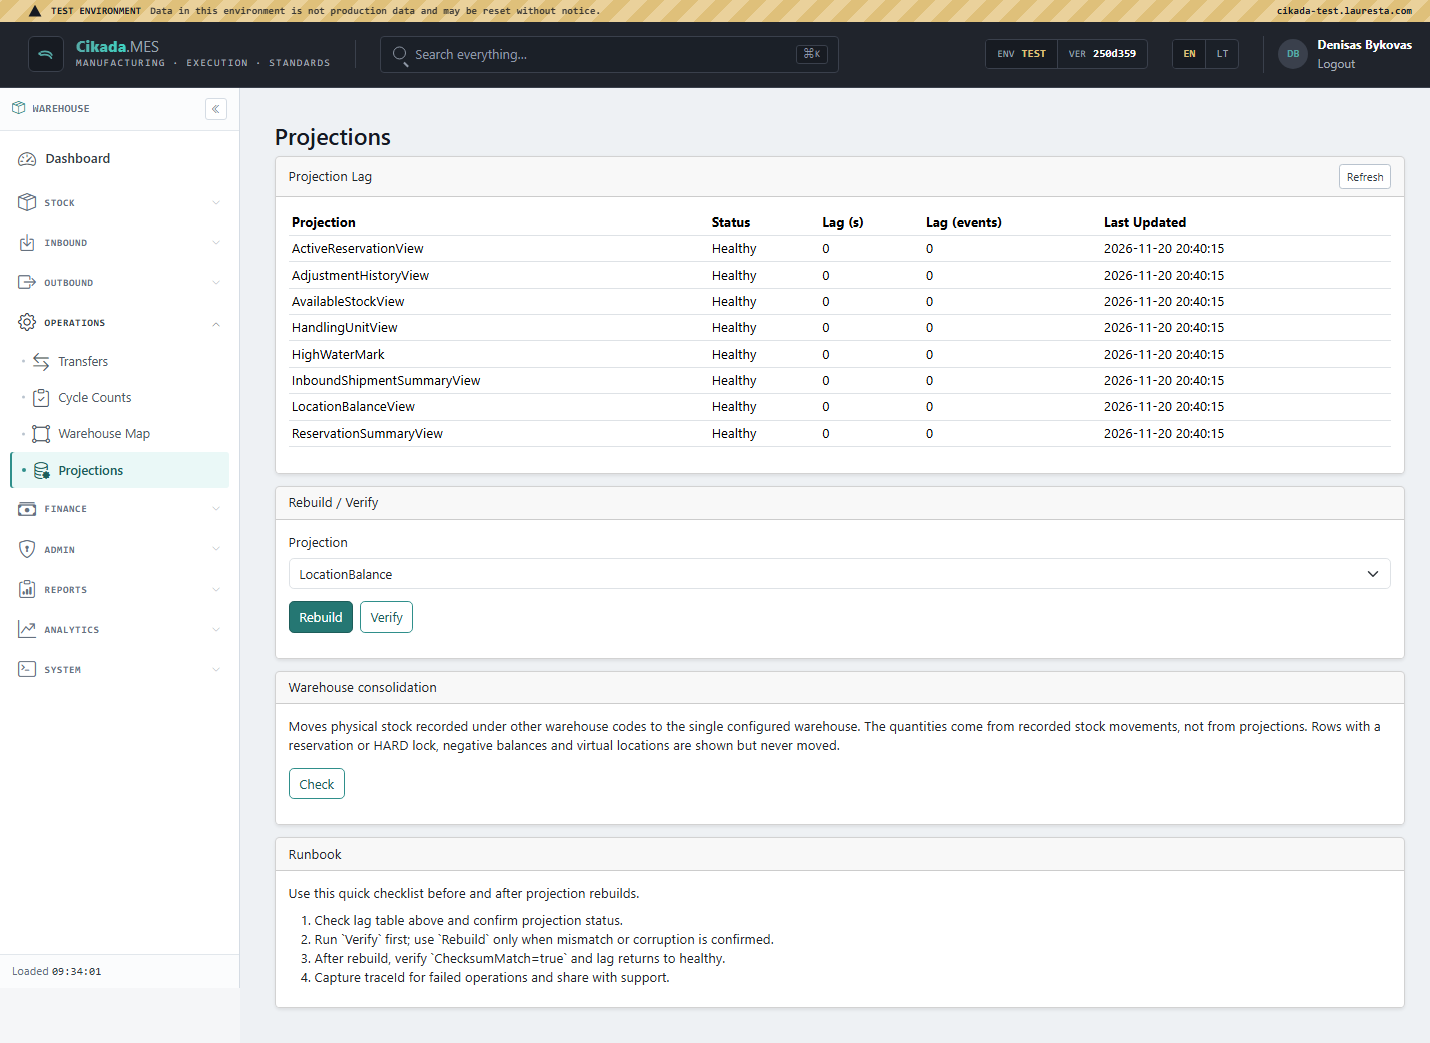 TEST ENVIRONMENT Data in this environment is not production data and may be reset without notice.
cikada-test.lauresta.com
Cikada.MES
MANUFACTURING · EXECUTION · STANDARDS
Search everything...
⌘K
ENV TEST
VER 250d359
EN
LT
DB
Denisas Bykovas
Logout
WAREHOUSE
Dashboard
STOCK
INBOUND
OUTBOUND
OPERATIONS
Transfers
Cycle Counts
Warehouse Map
Projections
FINANCE
ADMIN
REPORTS
ANALYTICS
SYSTEM
Loaded 09:34:01
Projections
Projection Lag
Refresh
Projection Status Lag (s) Lag (events) Last Updated
ActiveReservationView Healthy 0 0 2026-11-20 20:40:15
AdjustmentHistoryView Healthy 0 0 2026-11-20 20:40:15
AvailableStockView Healthy 0 0 2026-11-20 20:40:15
HandlingUnitView Healthy 0 0 2026-11-20 20:40:15
HighWaterMark Healthy 0 0 2026-11-20 20:40:15
InboundShipmentSummaryView Healthy 0 0 2026-11-20 20:40:15
LocationBalanceView Healthy 0 0 2026-11-20 20:40:15
ReservationSummaryView Healthy 0 0 2026-11-20 20:40:15
Rebuild / Verify
Projection
LocationBalance
Rebuild
Verify
Warehouse consolidation
Moves physical stock recorded under other warehouse codes to the single configured warehouse. The quantities come from recorded stock movements, not from projections. Rows with a
reservation or HARD lock, negative balances and virtual locations are shown but never moved.
Check
Runbook
Use this quick checklist before and after projection rebuilds.
1. Check lag table above and confirm projection status.
2. Run `Verify` first; use `Rebuild` only when mismatch or corruption is confirmed.
3. After rebuild, verify `ChecksumMatch=true` and lag returns to healthy.
4. Capture traceId for failed operations and share with support.